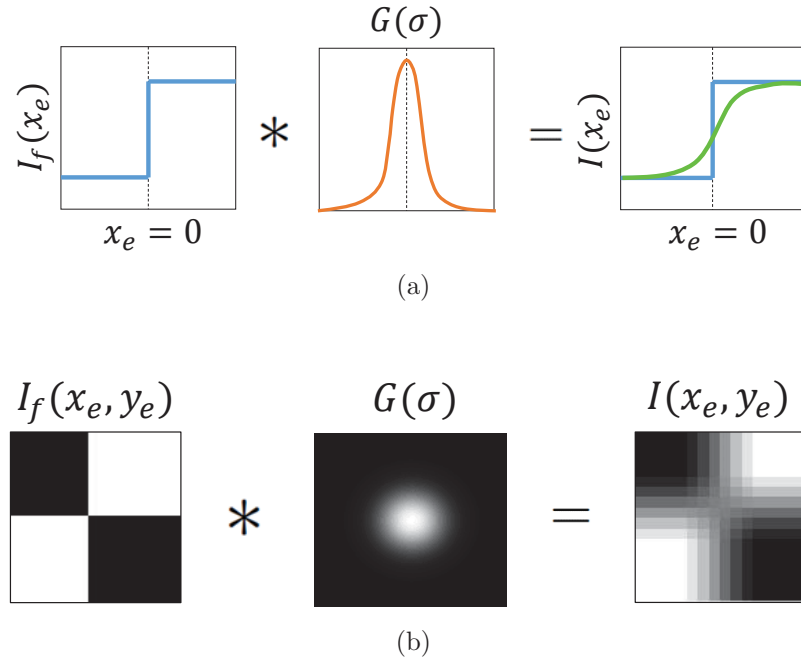 G(σ)
I_f(x_e) * = I(x_e)
x_e = 0 x_e = 0
(a)
I_f(x_e, y_e) G(σ) I(x_e, y_e)
* =
(b)